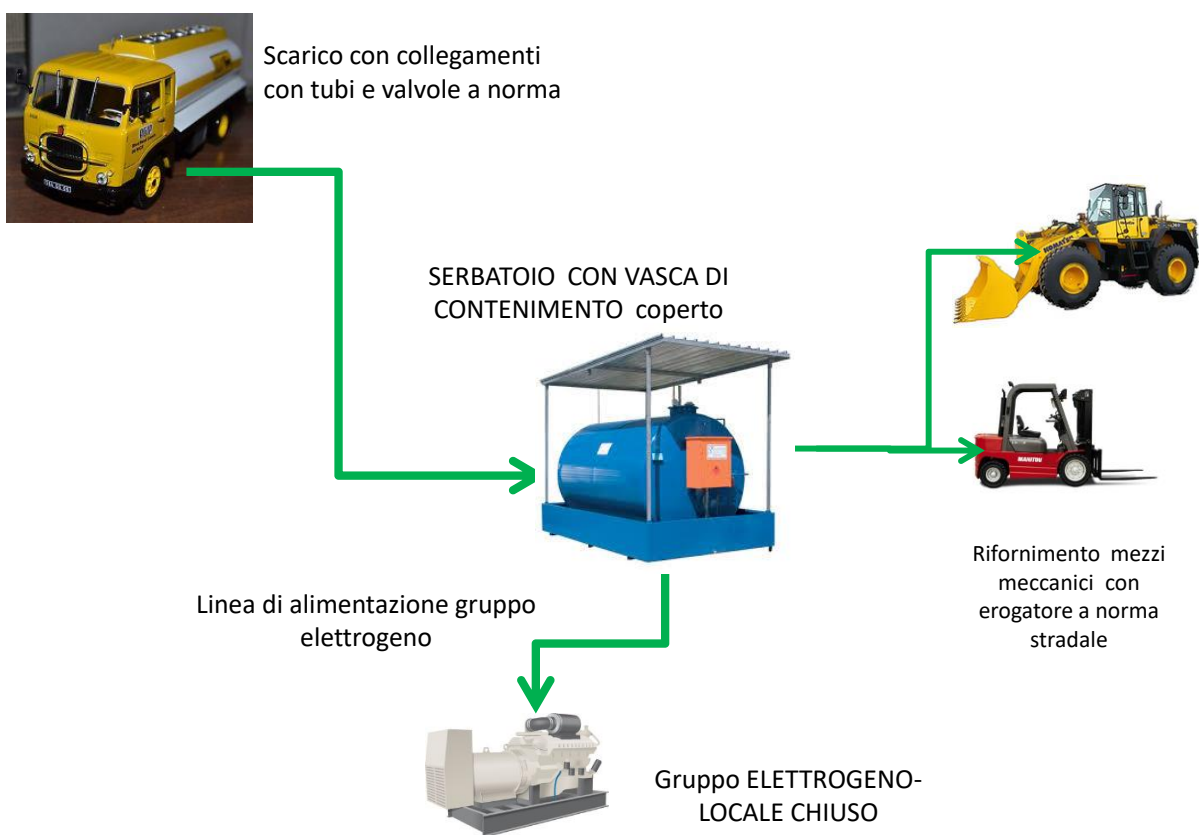 Scarico con collegamenti
con tubi e valvole a norma
SERBATOIO CON VASCA DI
CONTENIMENTO coperto
KOMATSU
MANITOU
Rifornimento mezzi
meccanici con
erogatore a norma
stradale
Linea di alimentazione gruppo
elettrogeno
Gruppo ELETTROGENO-
LOCALE CHIUSO